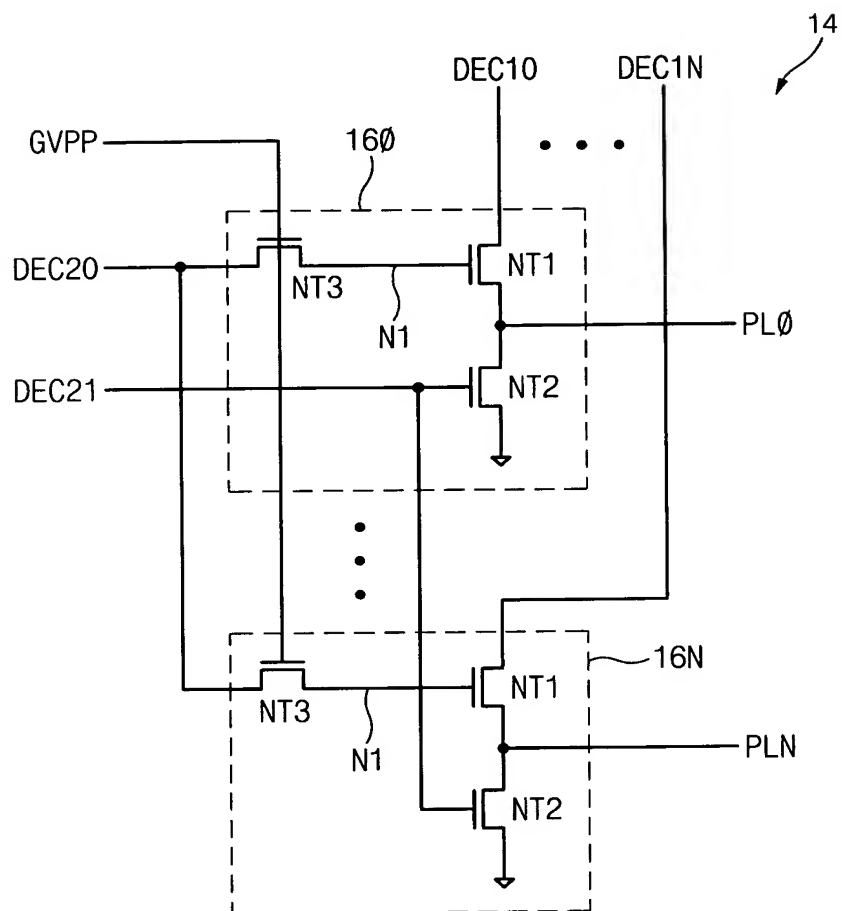 14
DEC10 DEC1N
GVPP
16Ø
DEC20
NT3
N1
NT1
PLØ
DEC21
NT2
16N
NT3
N1
NT1
PLN
NT2